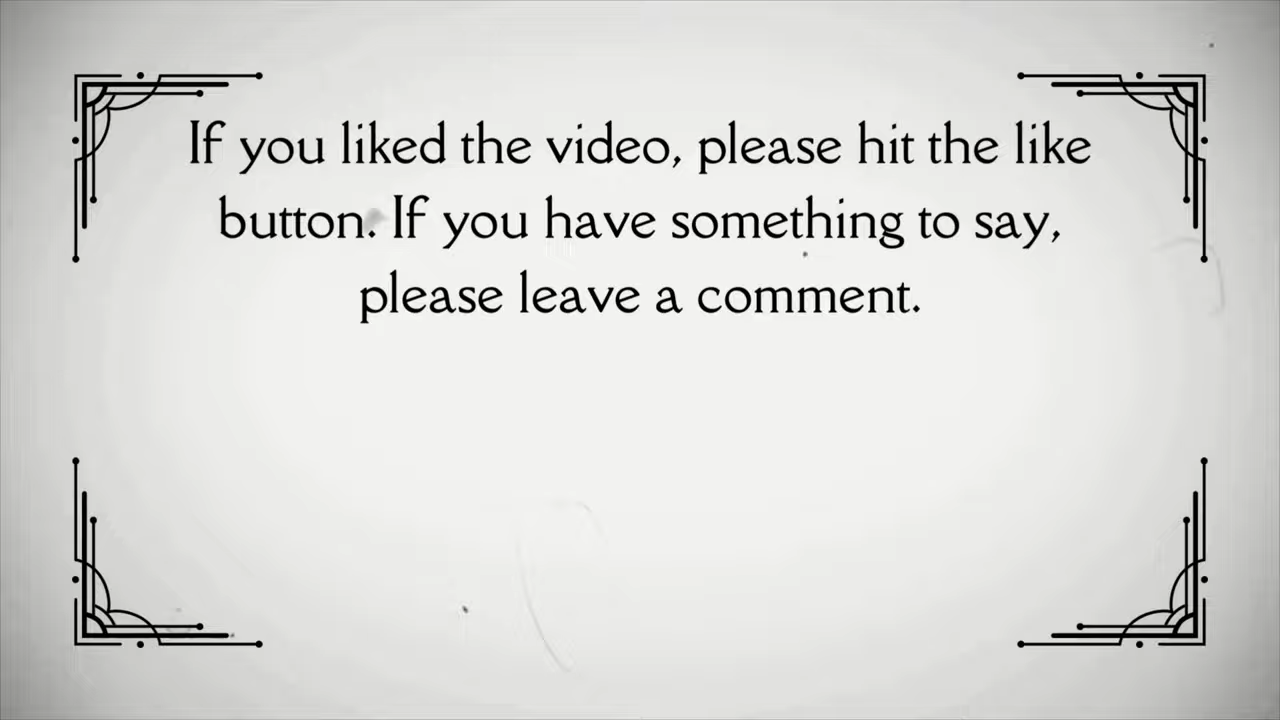 If you liked the video, please hit the like
button. If you have something to say,
please leave a comment.